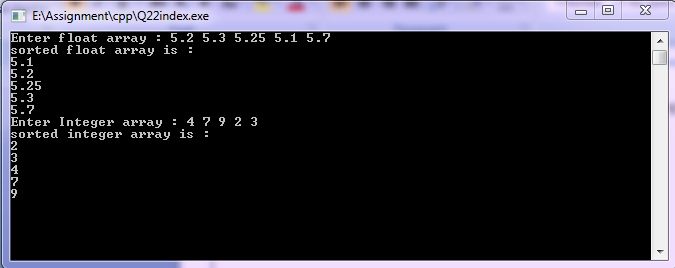 E:\Assignment\cpp\Q22index.exe
Enter float array : 5.2 5.3 5.25 5.1 5.7
sorted float array is :
5.1
5.2
5.25
5.3
5.7
Enter Integer array : 4 7 9 2 3
sorted integer array is :
2
3
4
7
9